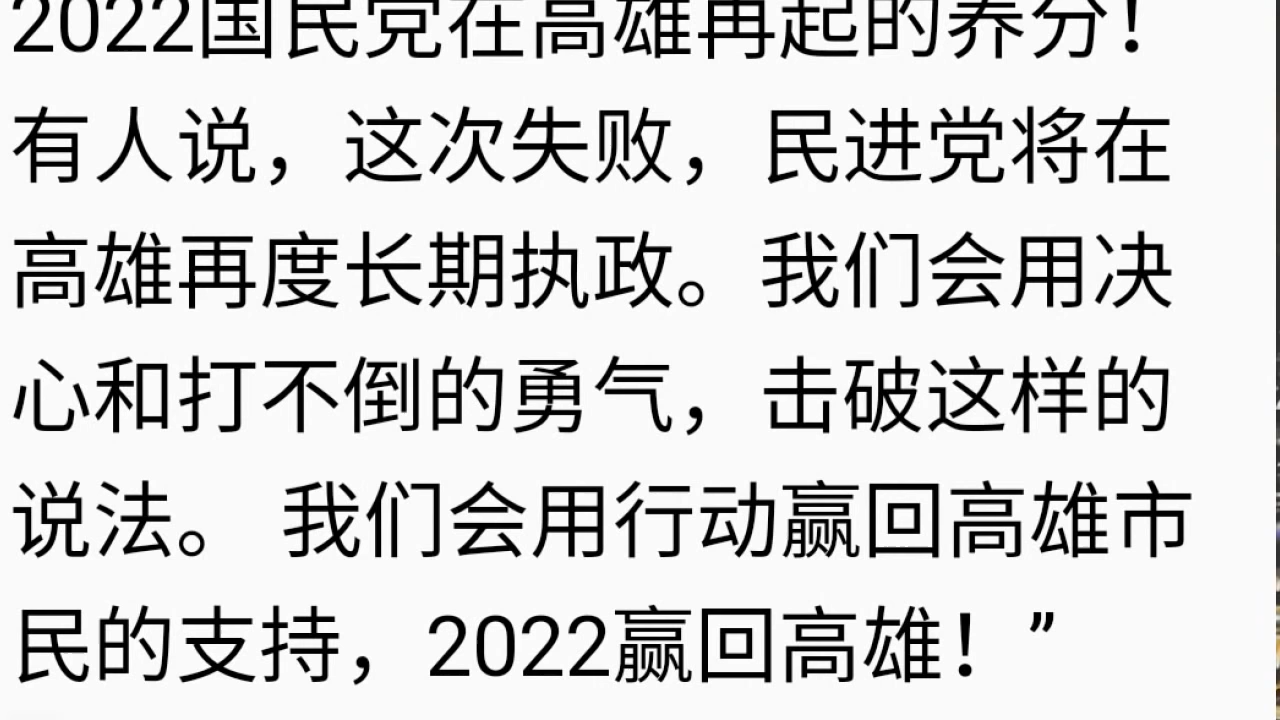 2022国民党在高雄再起的养分！
有人说，这次失败，民进党将在
高雄再度长期执政。我们会用决
心和打不倒的勇气，击破这样的
说法。 我们会用行动赢回高雄市
民的支持，2022赢回高雄！”